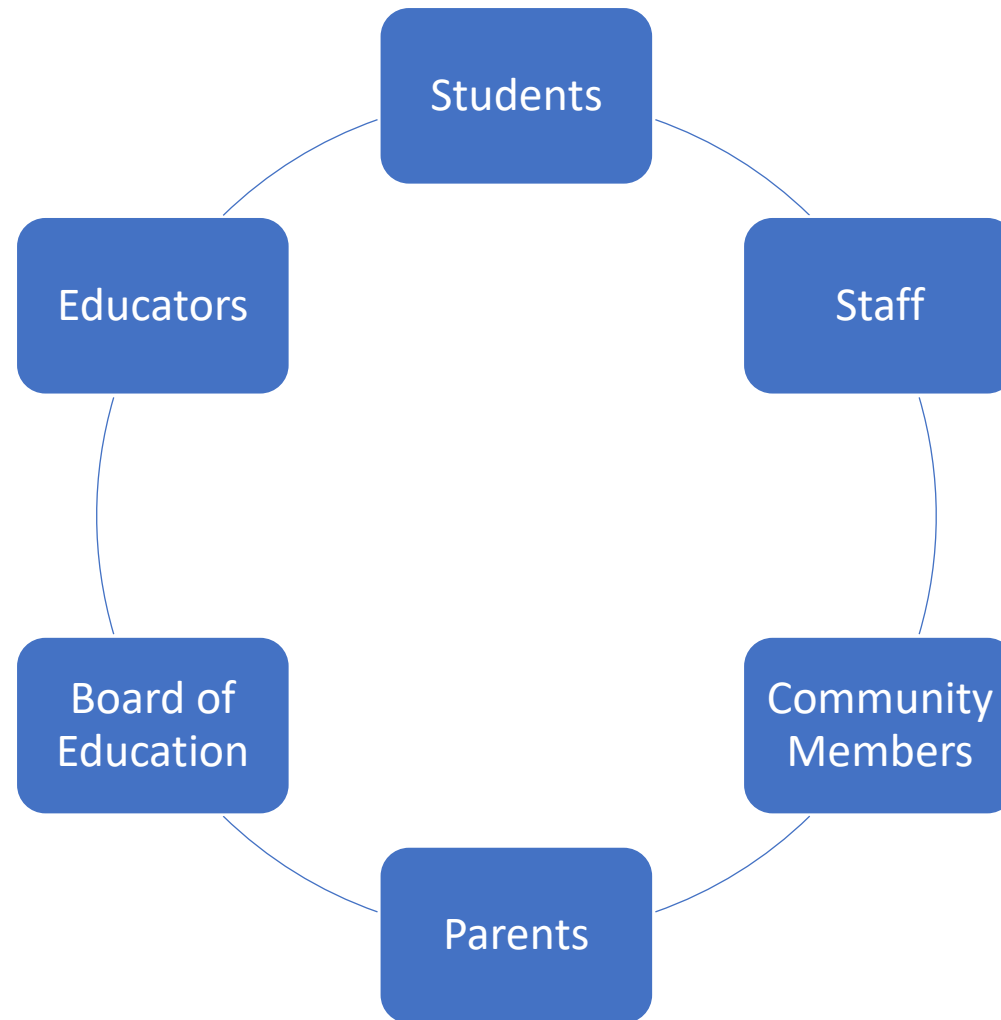 Students
Educators
Staff
Board of
Education
Community
Members
Parents